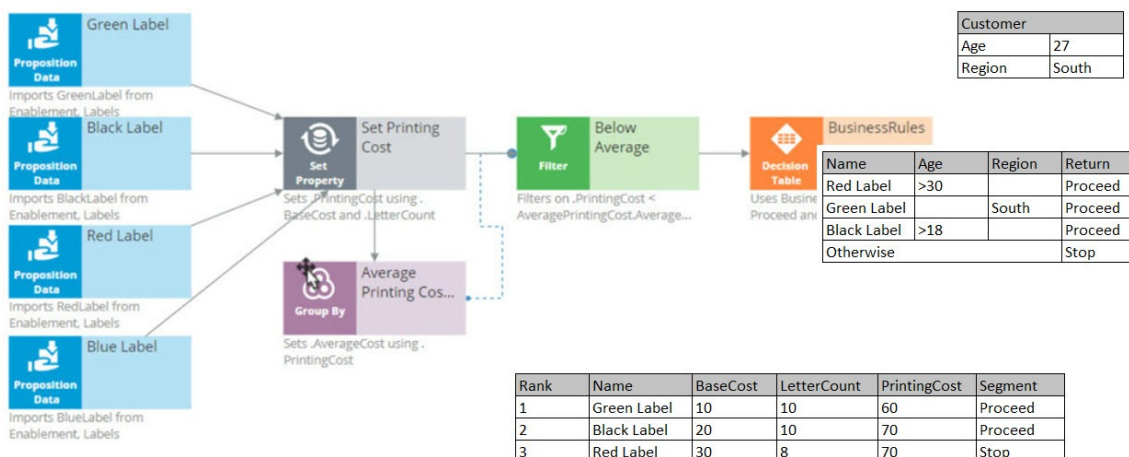 Green Label
Proposition
Data
Imports GreenLabel from
Enablement, Labels
Black Label
Proposition
Data
Imports BlackLabel from
Enablement, Labels
Red Label
Proposition
Data
Imports RedLabel from
Enablement, Labels
Blue Label
Proposition
Data
Imports BlueLabel from
Enablement, Labels
Set Printing
Cost
Set
Property
Sets .PrintingCost using .
BaseCost and .LetterCount
Average
Printing Cos...
Group By
Sets .AverageCost using .
PrintingCost
Below
Average
Filter
Filters on .PrintingCost <
AveragePrintingCost.Average...
BusinessRules
Decision
Table
Uses Busine
Proceed and
Customer
Age 27
Region South
Name Age Region Return
Red Label >30 Proceed
Green Label South Proceed
Black Label >18 Proceed
Otherwise Stop
Rank Name BaseCost LetterCount PrintingCost Segment
1 Green Label 10 10 60 Proceed
2 Black Label 20 10 70 Proceed
3 Red Label 30 8 70 Stop